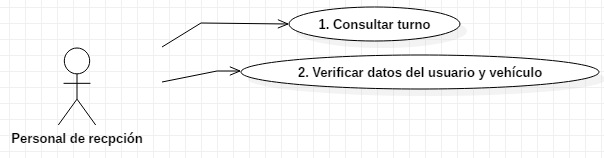 1. Consultar turno
2. Verificar datos del usuario y vehículo
Personal de recpción